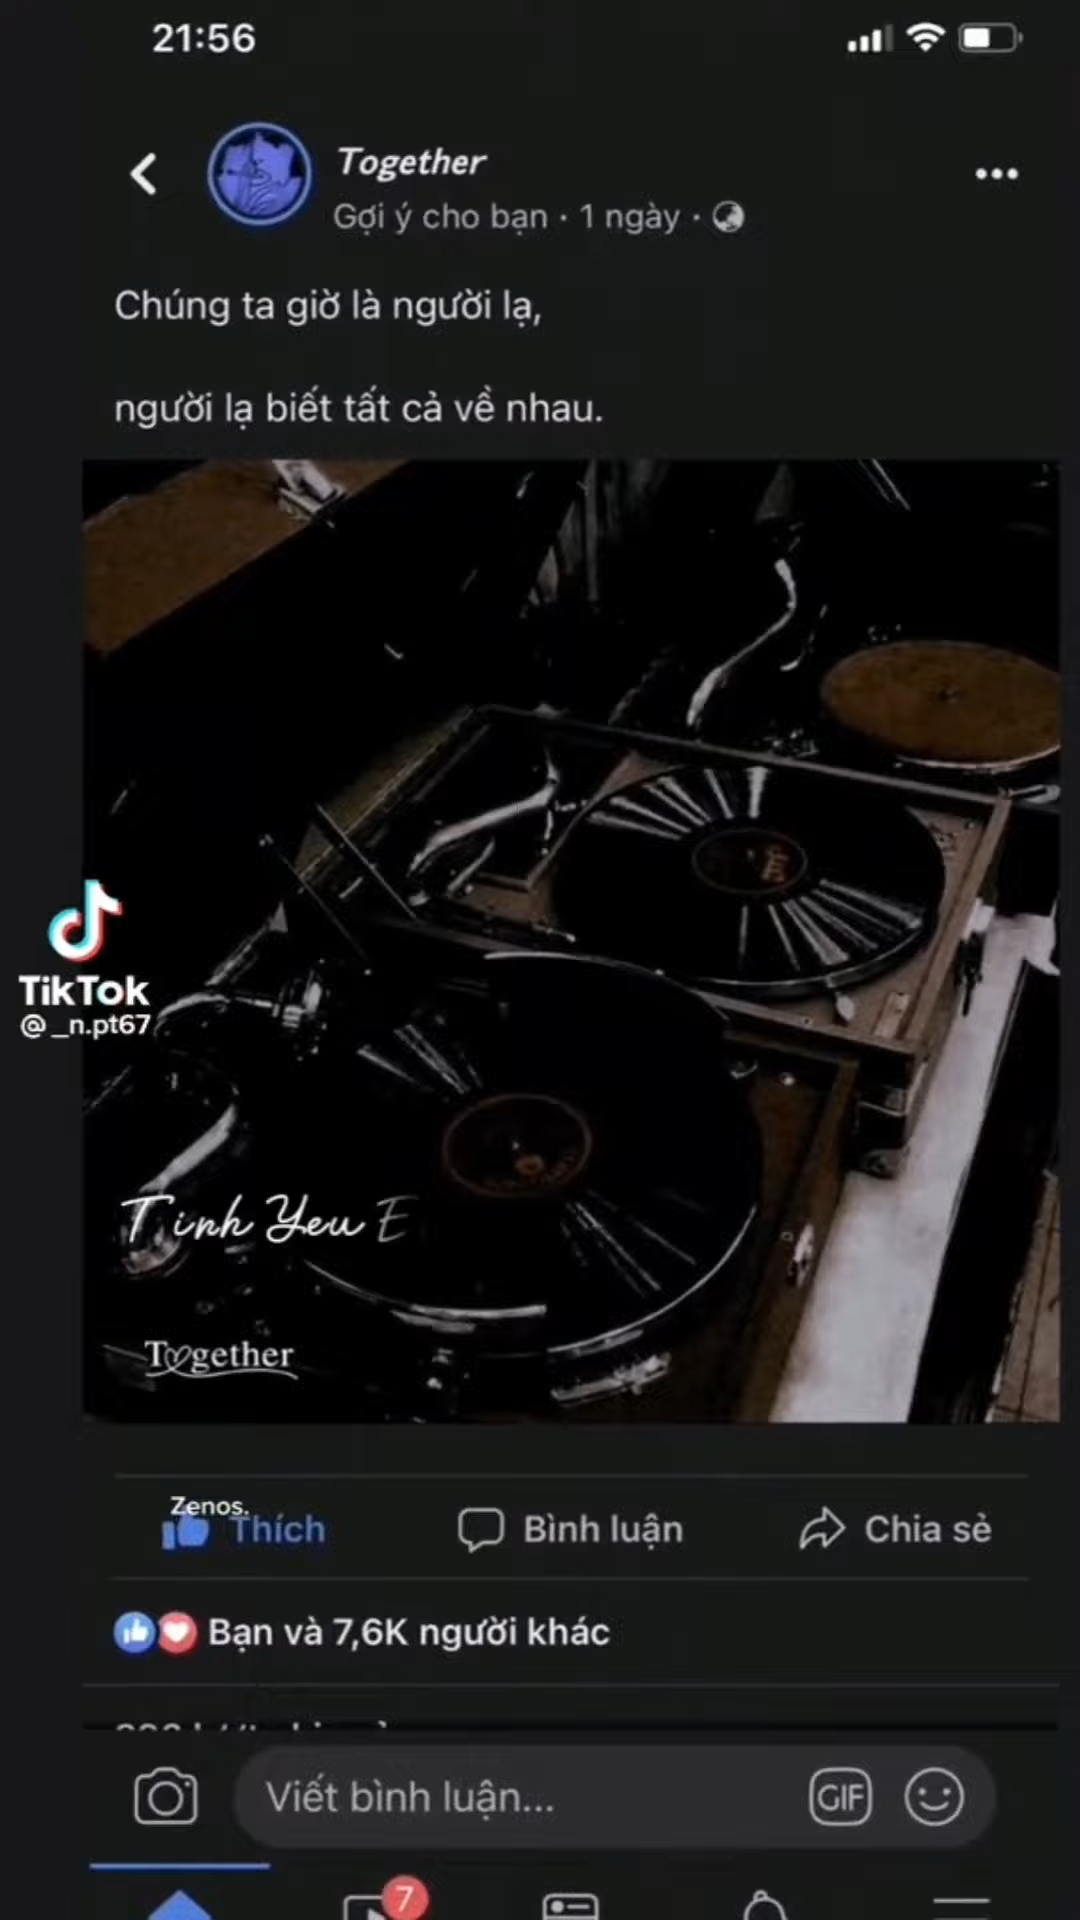 21:56
Together
Gợi ý cho bạn · 1 ngày ·
Chúng ta giờ là người lạ,
người lạ biết tất cả về nhau.
TikTok
@_n.pt67
Tinh Yeu E
Together
Zenos.
Thích
Bình luận
Chia sẻ
Bạn và 7,6K người khác
Viết bình luận...
GIF
7